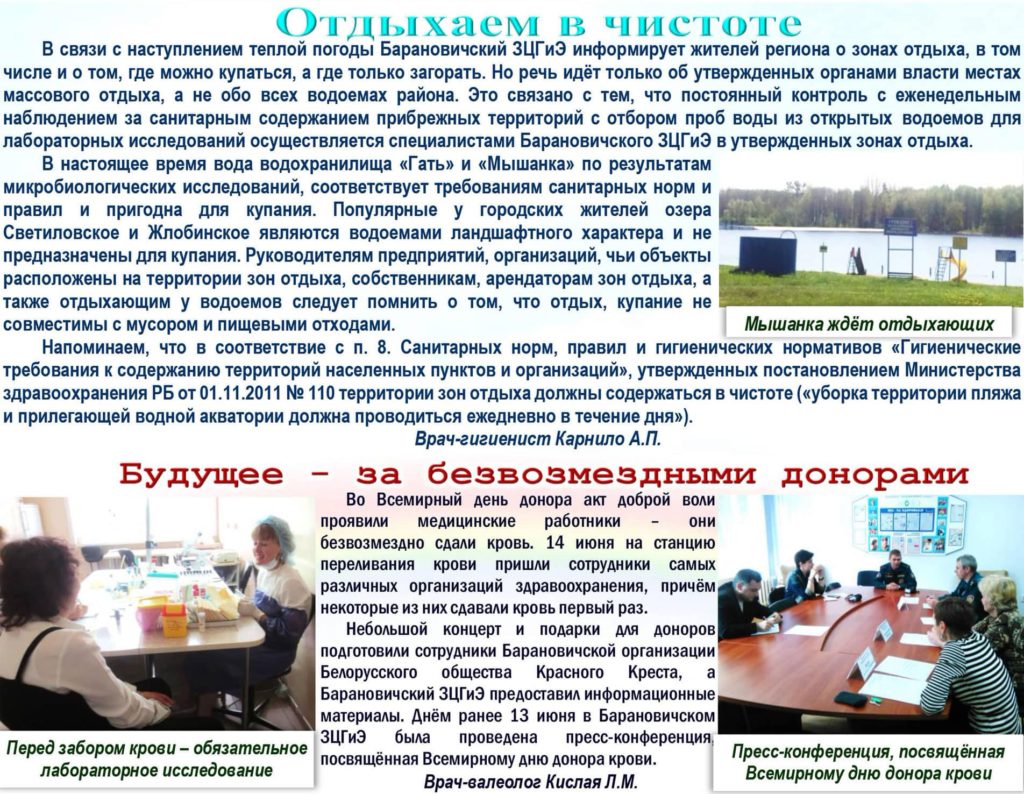 Отдыхаем в чистоте
В связи с наступлением теплой погоды Барановичский ЗЦГиЭ информирует жителей региона о зонах отдыха, в том
числе и о том, где можно купаться, а где только загорать. Но речь идёт только об утвержденных органами власти местах
массового отдыха, а не обо всех водоемах района. Это связано с тем, что постоянный контроль с еженедельным
наблюдением за санитарным содержанием прибрежных территорий с отбором проб воды из открытых водоемов для
лабораторных исследований осуществляется специалистами Барановичского ЗЦГиЭ в утвержденных зонах отдыха.
В настоящее время вода водохранилища «Гать» и «Мышанка» по результатам
микробиологических исследований, соответствует требованиям санитарных норм и
правил и пригодна для купания. Популярные у городских жителей озера
Светиловское и Жлобинское являются водоемами ландшафтного характера и не
предназначены для купания. Руководителям предприятий, организаций, чьи объекты
расположены на территории зон отдыха, собственникам, арендаторам зон отдыха, а
также отдыхающим у водоемов следует помнить о том, что отдых, купание не
совместимы с мусором и пищевыми отходами.
Мышанка ждёт отдыхающих
Напоминаем, что в соответствие с п. 8. Санитарных норм, правил и гигиенических нормативов «Гигиенические
требования к содержанию территорий населенных пунктов и организаций», утвержденных постановлением Министерства
здравоохранения РБ от 01.11.2011 № 110 территории зон отдыха должны содержаться в чистоте («уборка территории пляжа
и прилегающей водной акватории должна проводиться ежедневно в течение дня»).
Врач-гигиенист Карнило А.П.
Будущее – за безвозмездными донорами
Во Всемирный день донора акт доброй воли
проявили медицинские работники – они
безвозмездно сдали кровь. 14 июня на станцию
переливания крови пришли сотрудники самых
различных организаций здравоохранения, причём
некоторые из них сдавали кровь первый раз.
Небольшой концерт и подарки для доноров
подготовили сотрудники Барановичской организации
Белорусского общества Красного Креста, а
Барановичский ЗЦГиЭ предоставил информационные
материалы. Днём ранее 13 июня в Барановичском
ЗЦГиЭ была проведена пресс-конференция,
посвящённая Всемирному дню донора крови.
Врач-валеолог Кислая Л.М.
Перед забором крови – обязательное
лабораторное исследование
Пресс-конференция, посвящённая
Всемирному дню донора крови